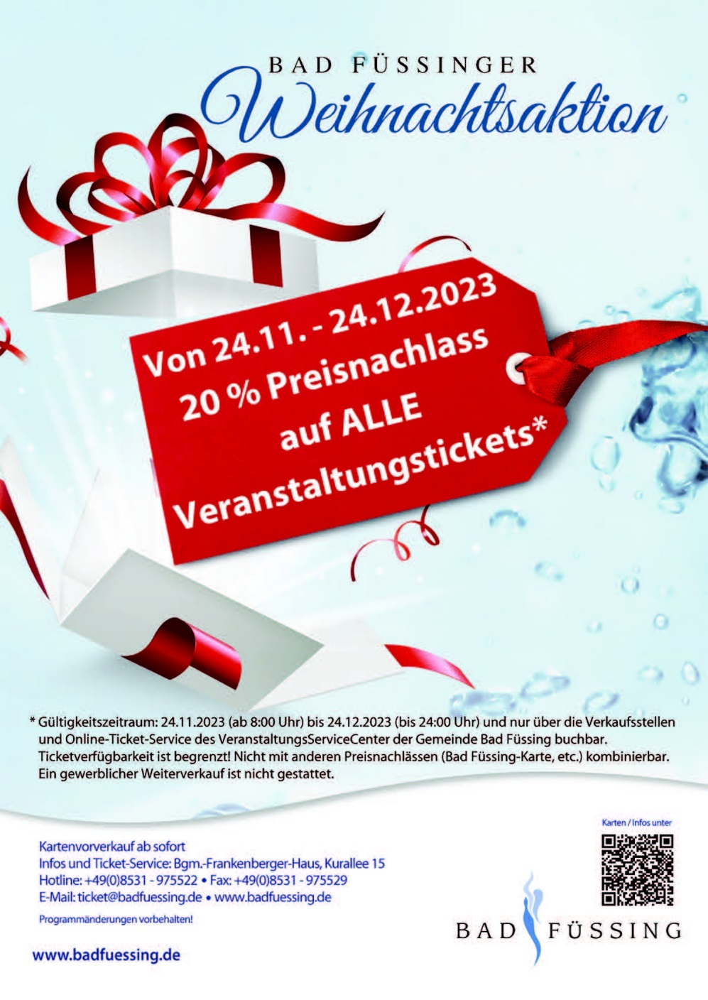 BAD FÜSSINGER
Weihnachtsaktion
Von 24.11. - 24.12.2023
20 % Preisnachlass
auf ALLE
Veranstaltungstickets*
* Gültigkeitszeitraum: 24.11.2023 (ab 8:00 Uhr) bis 24.12.2023 (bis 24:00 Uhr) und nur über die Verkaufsstellen
und Online-Ticket-Service des VeranstaltungsServiceCenter der Gemeinde Bad Füssing buchbar.
Ticketverfügbarkeit ist begrenzt! Nicht mit anderen Preisnachlässen (Bad Füssing-Karte, etc.) kombinierbar.
Ein gewerblicher Weiterverkauf ist nicht gestattet.
Kartenvorverkauf ab sofort
Infos und Ticket-Service: Bgm.-Frankenberger-Haus, Kurallee 15
Hotline: +49(0)8531 - 975522 • Fax: +49(0)8531 - 975529
E-Mail: ticket@badfuessing.de • www.badfuessing.de
Programmänderungen vorbehalten!
www.badfuessing.de
Karten / Infos unter
BAD FÜSSING